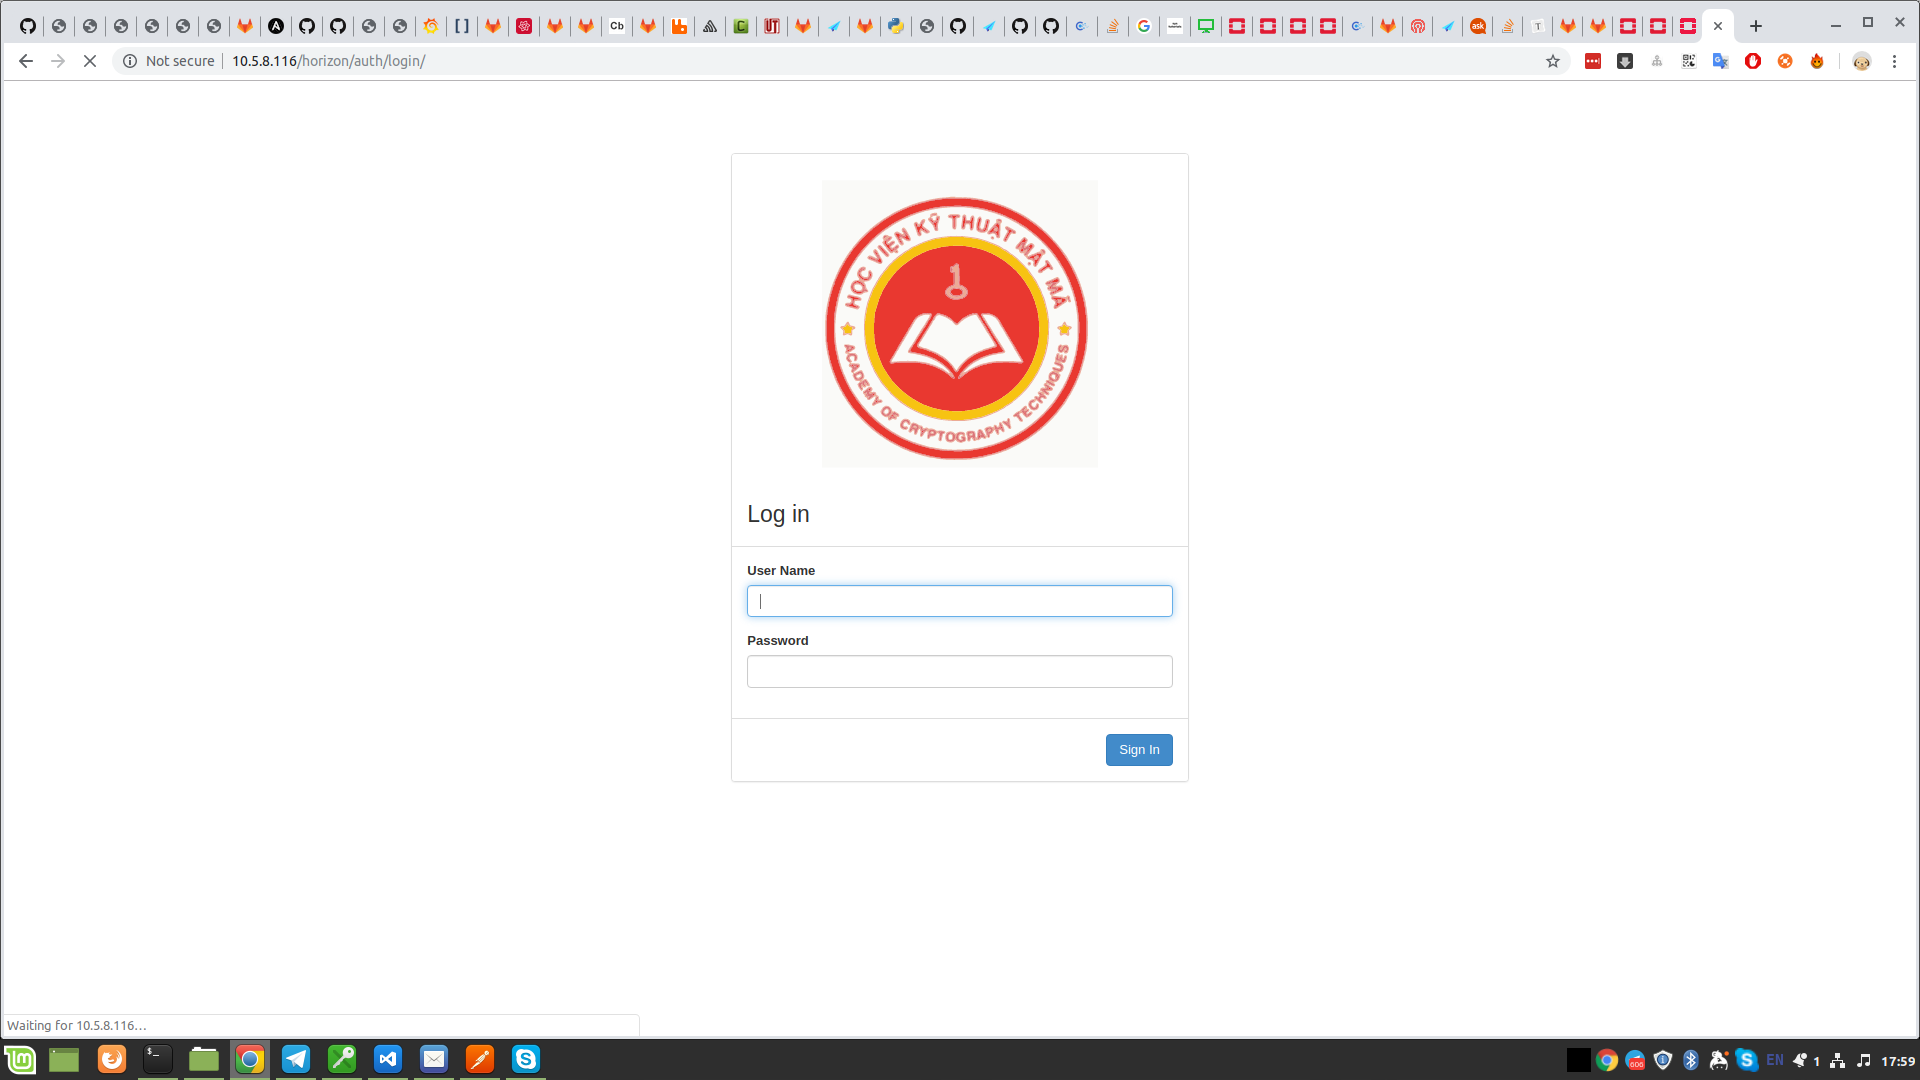 Not secure
10.5.8.116/horizon/auth/login/
HỌC VIỆN KỸ THUẬT MẬT MÃ
ACADEMY OF CRYPTOGRAPHY TECHNIQUES
Log in
User Name
Password
Sign In
Waiting for 10.5.8.116...
EN
1
17:59